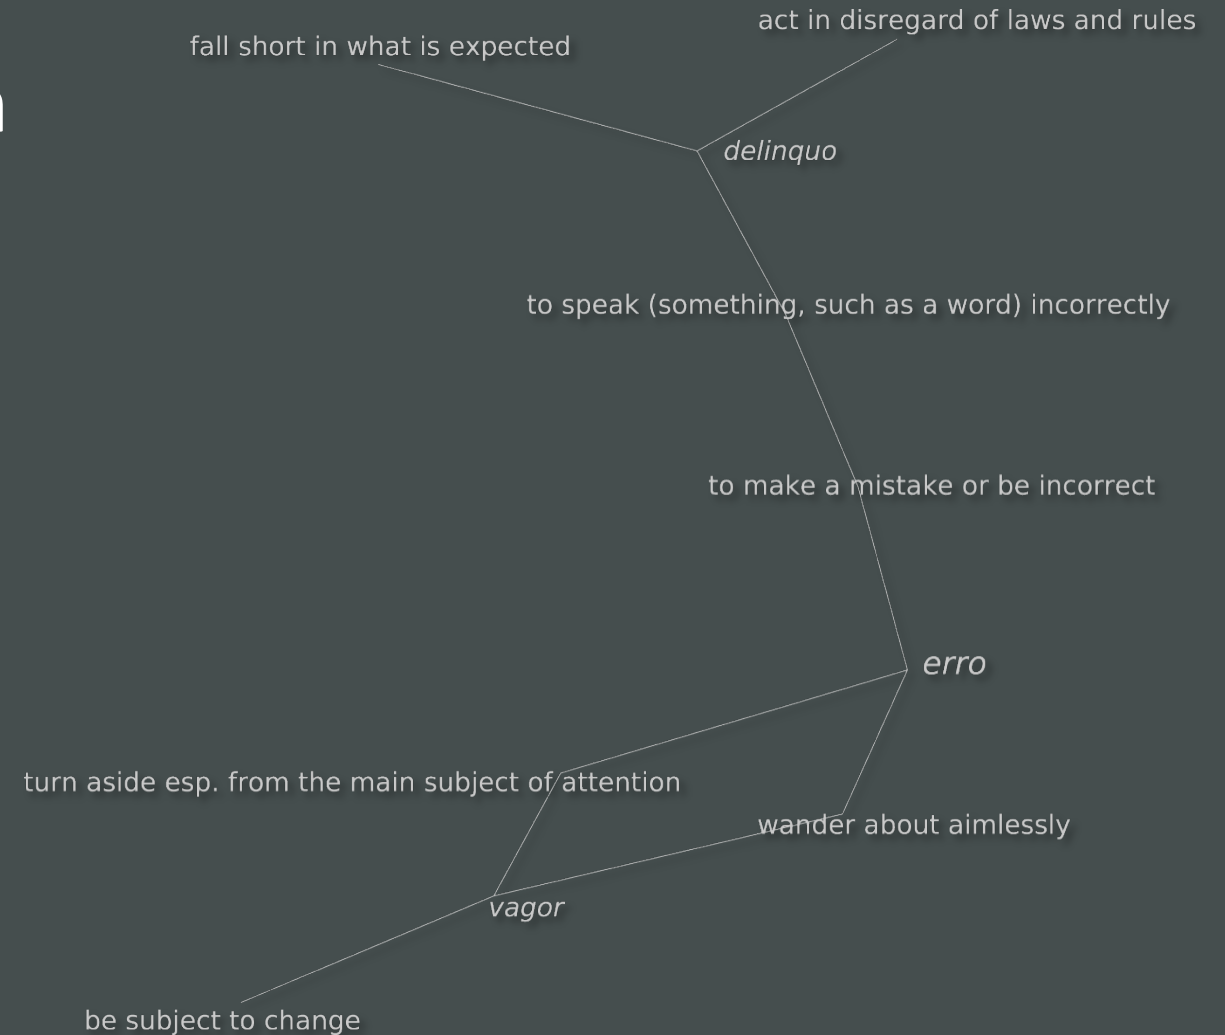 act in disregard of laws and rules
fall short in what is expected
delinquo
to speak (something, such as a word) incorrectly
to make a mistake or be incorrect
erro
turn aside esp. from the main subject of attention
wander about aimlessly
vagor
be subject to change